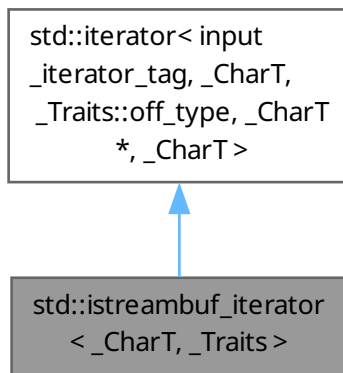 std::iterator< input
_iterator_tag, _CharT,
_Traits::off_type, _CharT
*, _CharT >
std::istreambuf_iterator
< _CharT, _Traits >